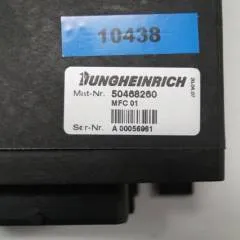 10438
JUNGHEINRICH
Mat-Nr. 50468260
MFC 01
Ser-Nr. A 00056961